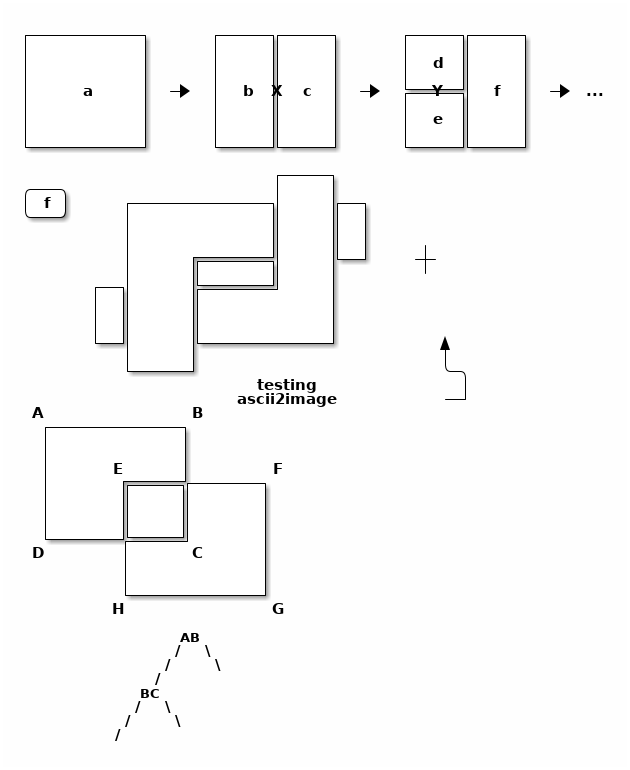 a b X c d Y e f ...
f
testing
ascii2image
A B
E F
D C
H G
AB
BC